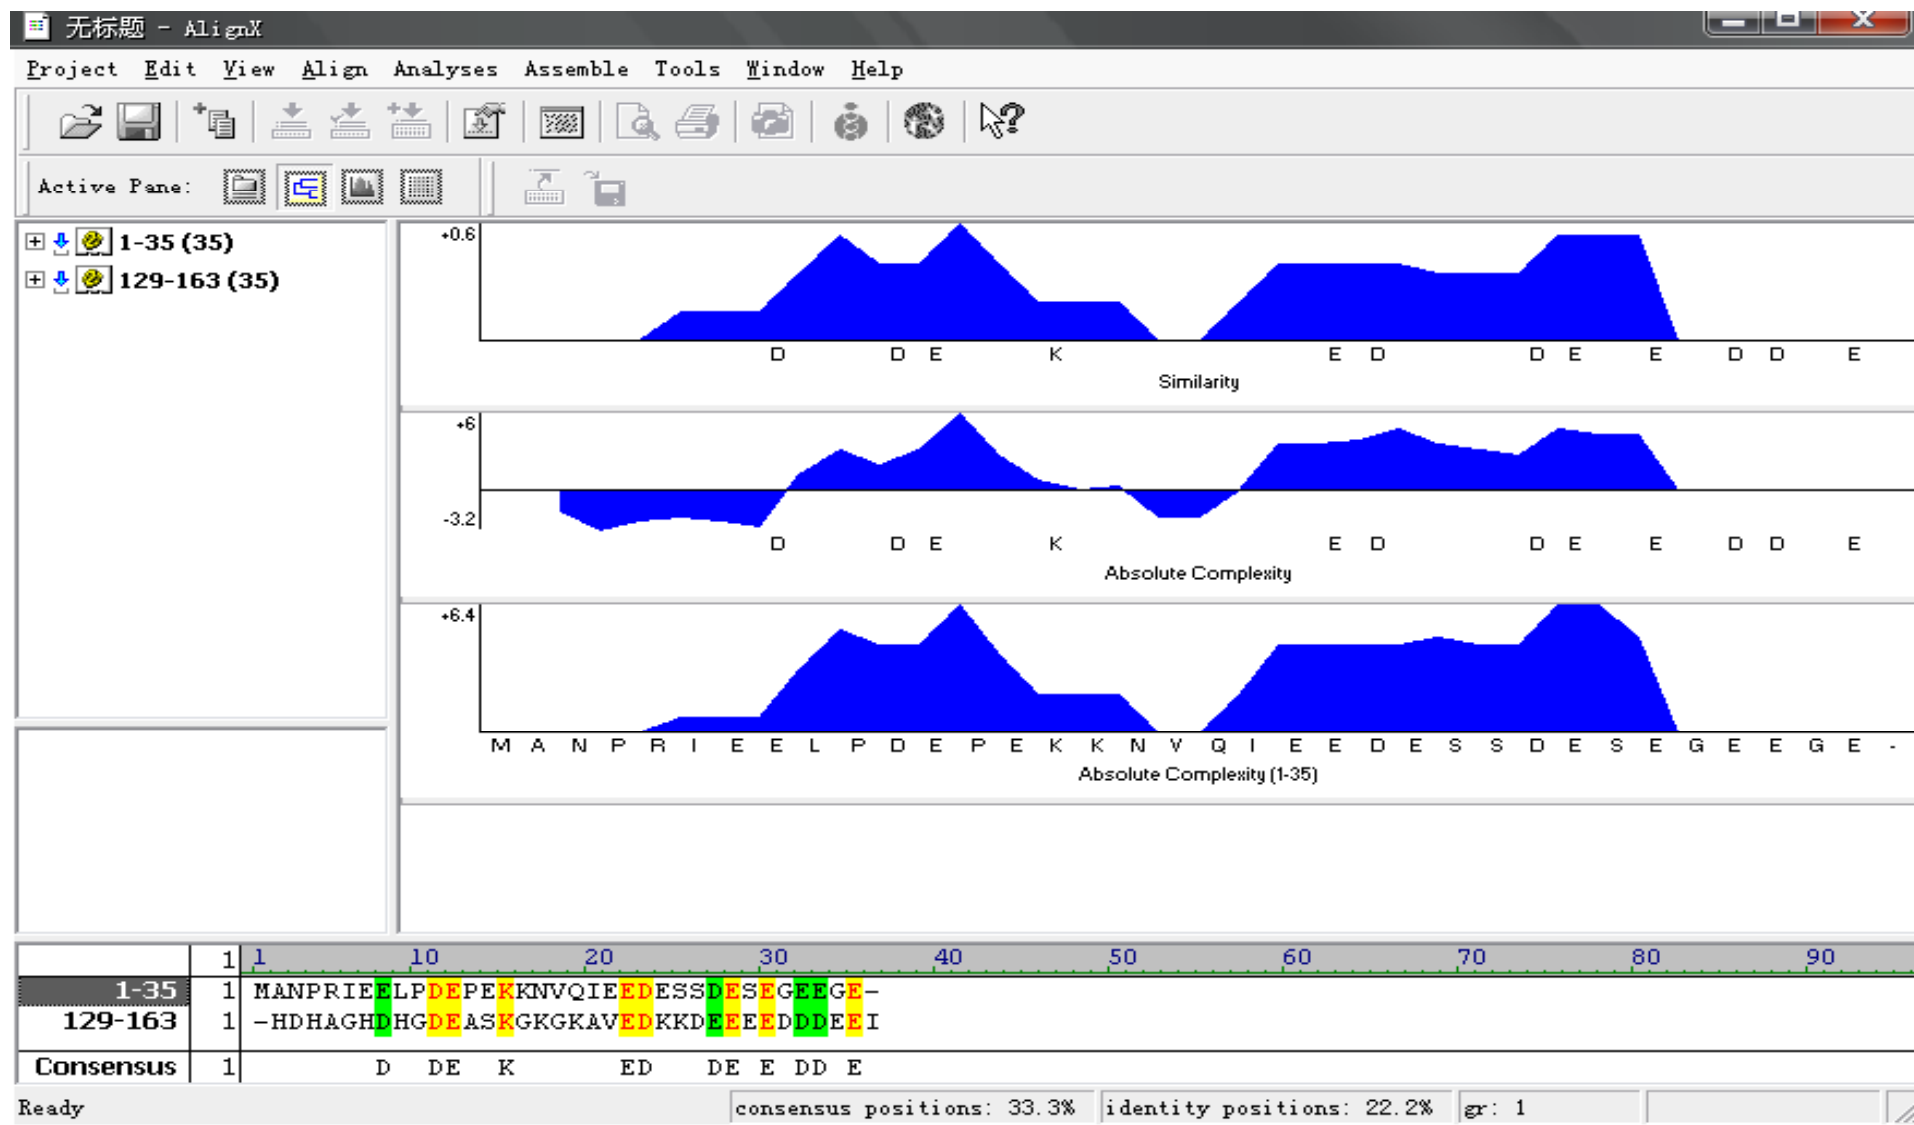 无标题 - AlignX
Project Edit View Align Analyses Assemble Tools Window Help
Active Pane:
1-35 (35)
129-163 (35)
+0.6
D D E K E D D E E D D E
Similarity
+6
-3.2
D D E K E D D E E D D E
Absolute Complexity
+6.4
M A N P R I E E L P D E P E K K N V Q I E E D E S S D E S E G E E G E -
Absolute Complexity (1-35)
1 1 10 20 30 40 50 60 70 80 90
1-35 1 MANPRIEELPDEPEKKNVQIEEDESSDESEGEEGE-
129-163 1 -HDHAGHDHGDEASKGKGKAVEDKKDEEEEDDDEEI
Consensus 1 D DE K ED DE E DD E
Ready consensus positions: 33.3% identity positions: 22.2% gr: 1